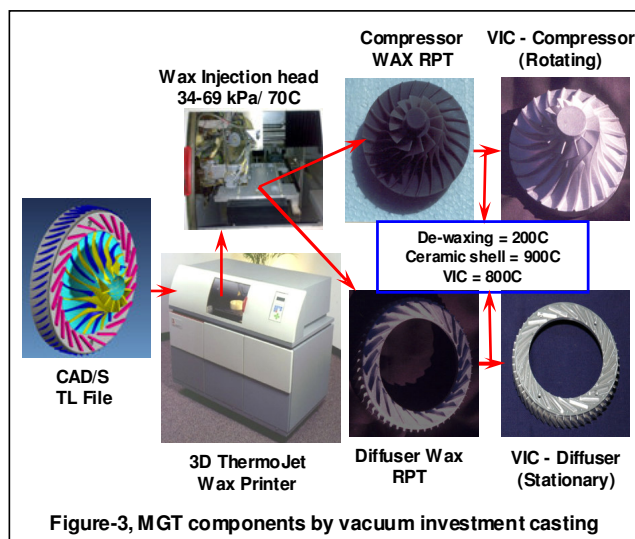 Compressor
WAX RPT
VIC - Compressor
(Rotating)
Wax Injection head
34-69 kPa/ 70C
De-waxing = 200C
Ceramic shell = 900C
VIC = 800C
CAD/S
TL File
3D ThermoJet
Wax Printer
Diffuser Wax
RPT
VIC - Diffuser
(Stationary)
Figure-3, MGT components by vacuum investment casting